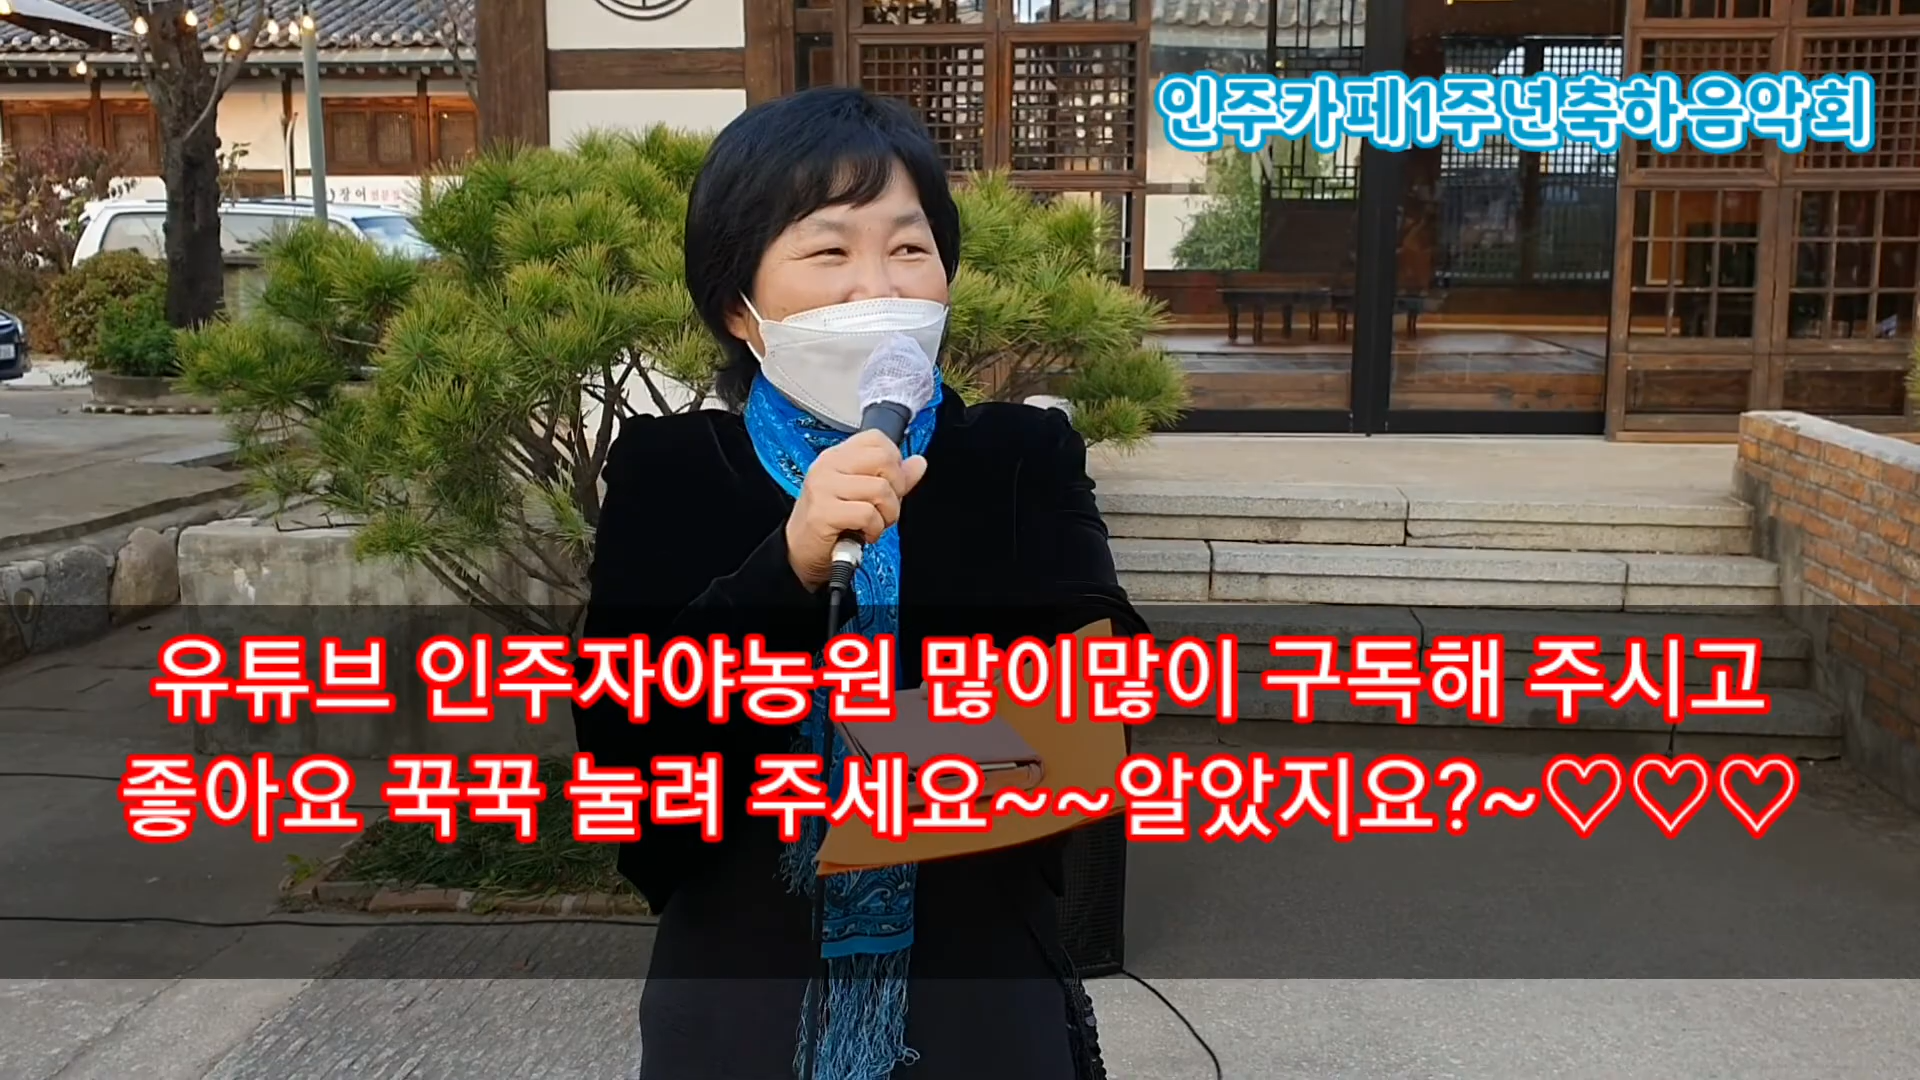 인주카페1주년축하음악회
장어
유튜브 인주자야농원 많이많이 구독해 주시고
좋아요 꾹꾹 눌려 주세요~~알았지요?~♡♡♡